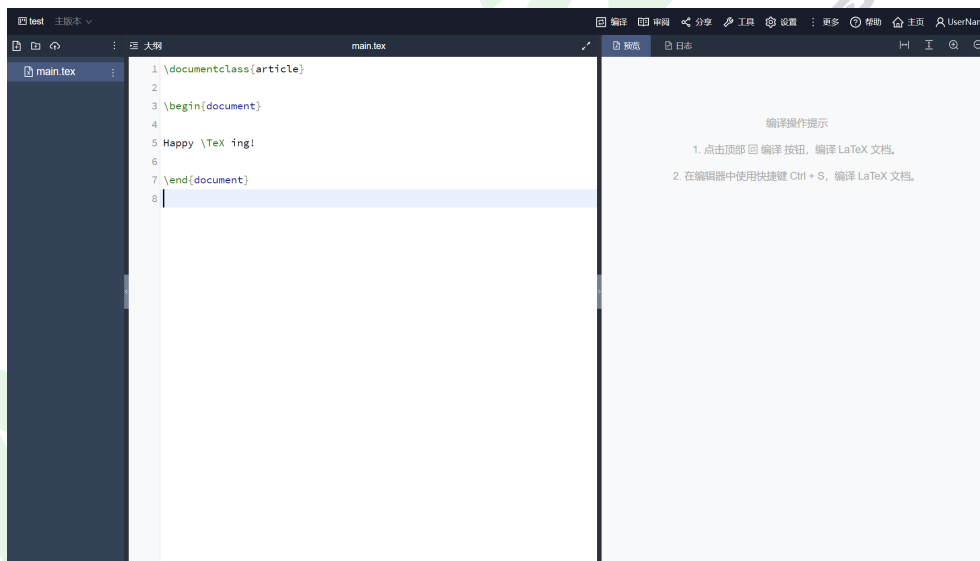 test 主版本
编译 审阅 分享 工具 设置 更多 帮助 主页 UserNam
大纲 main.tex 预览 日志
main.tex
1 \documentclass{article}
2
3 \begin{document}
4
5 Happy \TeX ing!
6
7 \end{document}
8
编译操作提示
1. 点击顶部 编译 按钮，编译 LaTeX 文档。
2. 在编辑器中使用快捷键 Ctrl + S，编译 LaTeX 文档。